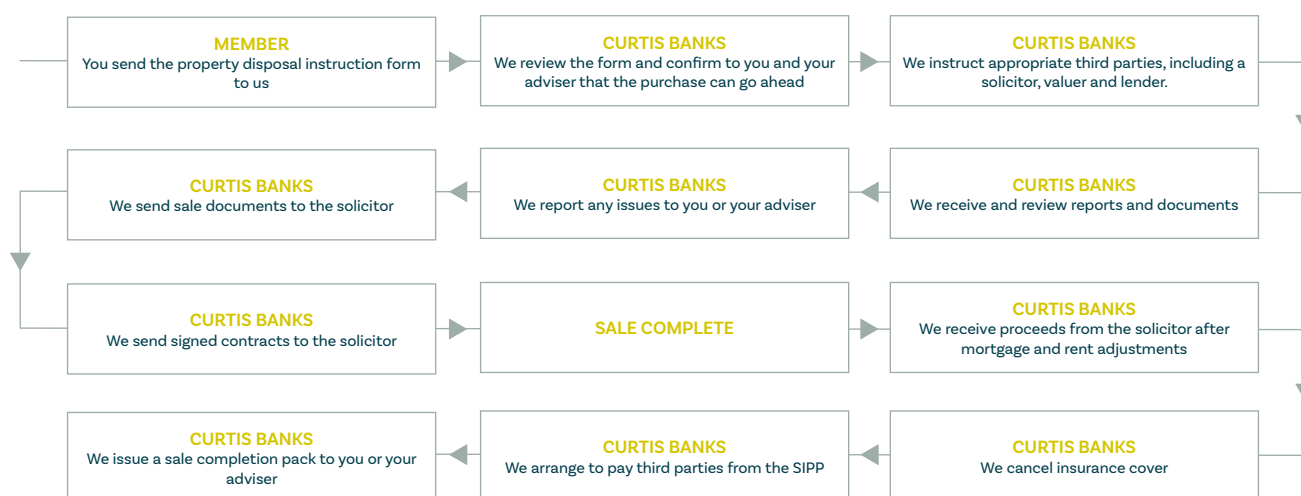 MEMBER
You send the property disposal instruction form
to us
CURTIS BANKS
We review the form and confirm to you and your
adviser that the purchase can go ahead
CURTIS BANKS
We instruct appropriate third parties, including a
solicitor, valuer and lender.
CURTIS BANKS
We receive and review reports and documents
CURTIS BANKS
We report any issues to you or your adviser
CURTIS BANKS
We send sale documents to the solicitor
CURTIS BANKS
We send signed contracts to the solicitor
SALE COMPLETE
CURTIS BANKS
We receive proceeds from the solicitor after
mortgage and rent adjustments
CURTIS BANKS
We cancel insurance cover
CURTIS BANKS
We arrange to pay third parties from the SIPP
CURTIS BANKS
We issue a sale completion pack to you or your
adviser